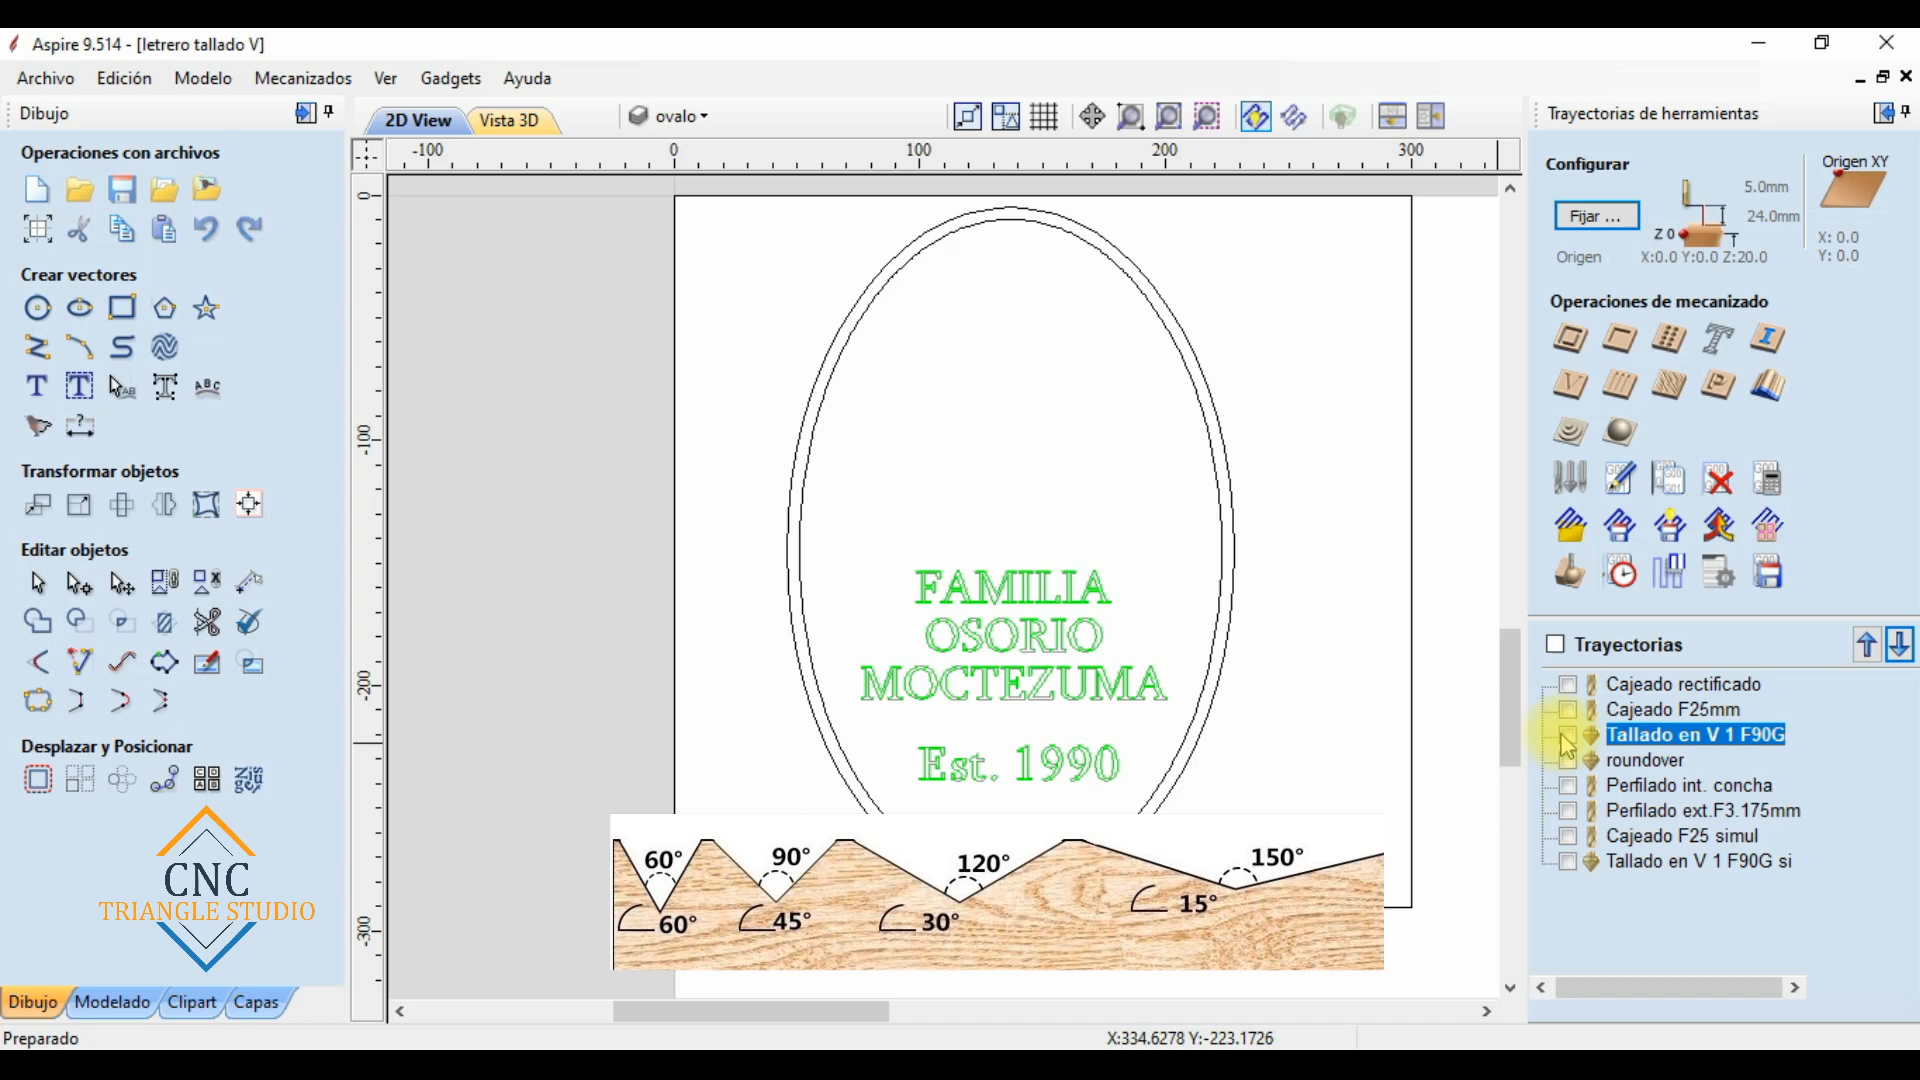 Aspire 9.514 - [letrero tallado V]
Archivo Edición Modelo Mecanizados Ver Gadgets Ayuda
Dibujo
Operaciones con archivos
Crear vectores
Transformar objetos
Editar objetos
Desplazar y Posicionar
CNC
TRIANGLE STUDIO
Dibujo Modelado Clipart Capas
Preparado
2D View Vista 3D
ovalo
-100 0 100 200 300
0
-100
-200
-300
FAMILIA
OSORIO
MOCTEZUMA
Est. 1990
60° 90° 120° 150°
60° 45° 30° 15°
X:334.6278 Y:-223.1726
Trayectorias de herramientas
Configurar
Origen XY
Fijar ...
5.0mm
24.0mm
Z 0
X: 0.0
Y: 0.0
Origen X:0.0 Y:0.0 Z:20.0
Operaciones de mecanizado
Trayectorias
Cajeado rectificado
Cajeado F25mm
Tallado en V 1 F90G
roundover
Perfilado int. concha
Perfilado ext.F3.175mm
Cajeado F25 simul
Tallado en V 1 F90G si